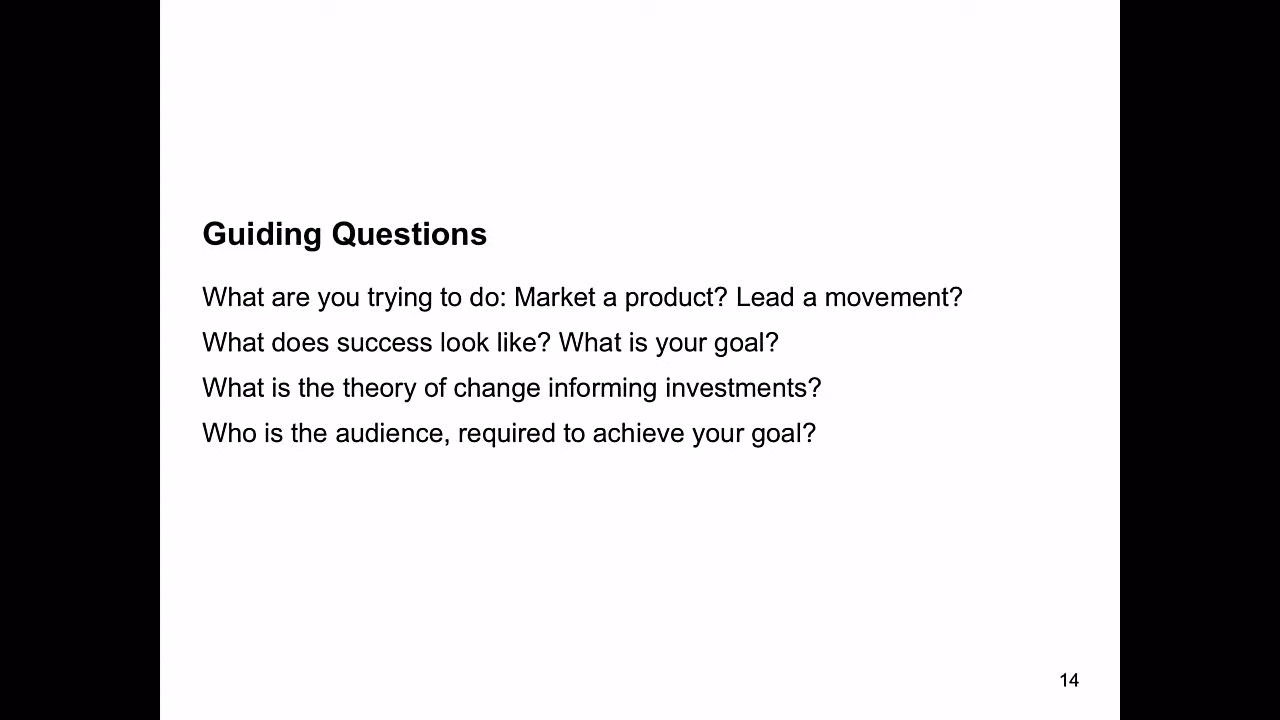 Guiding Questions
What are you trying to do: Market a product? Lead a movement?
What does success look like? What is your goal?
What is the theory of change informing investments?
Who is the audience, required to achieve your goal?
14